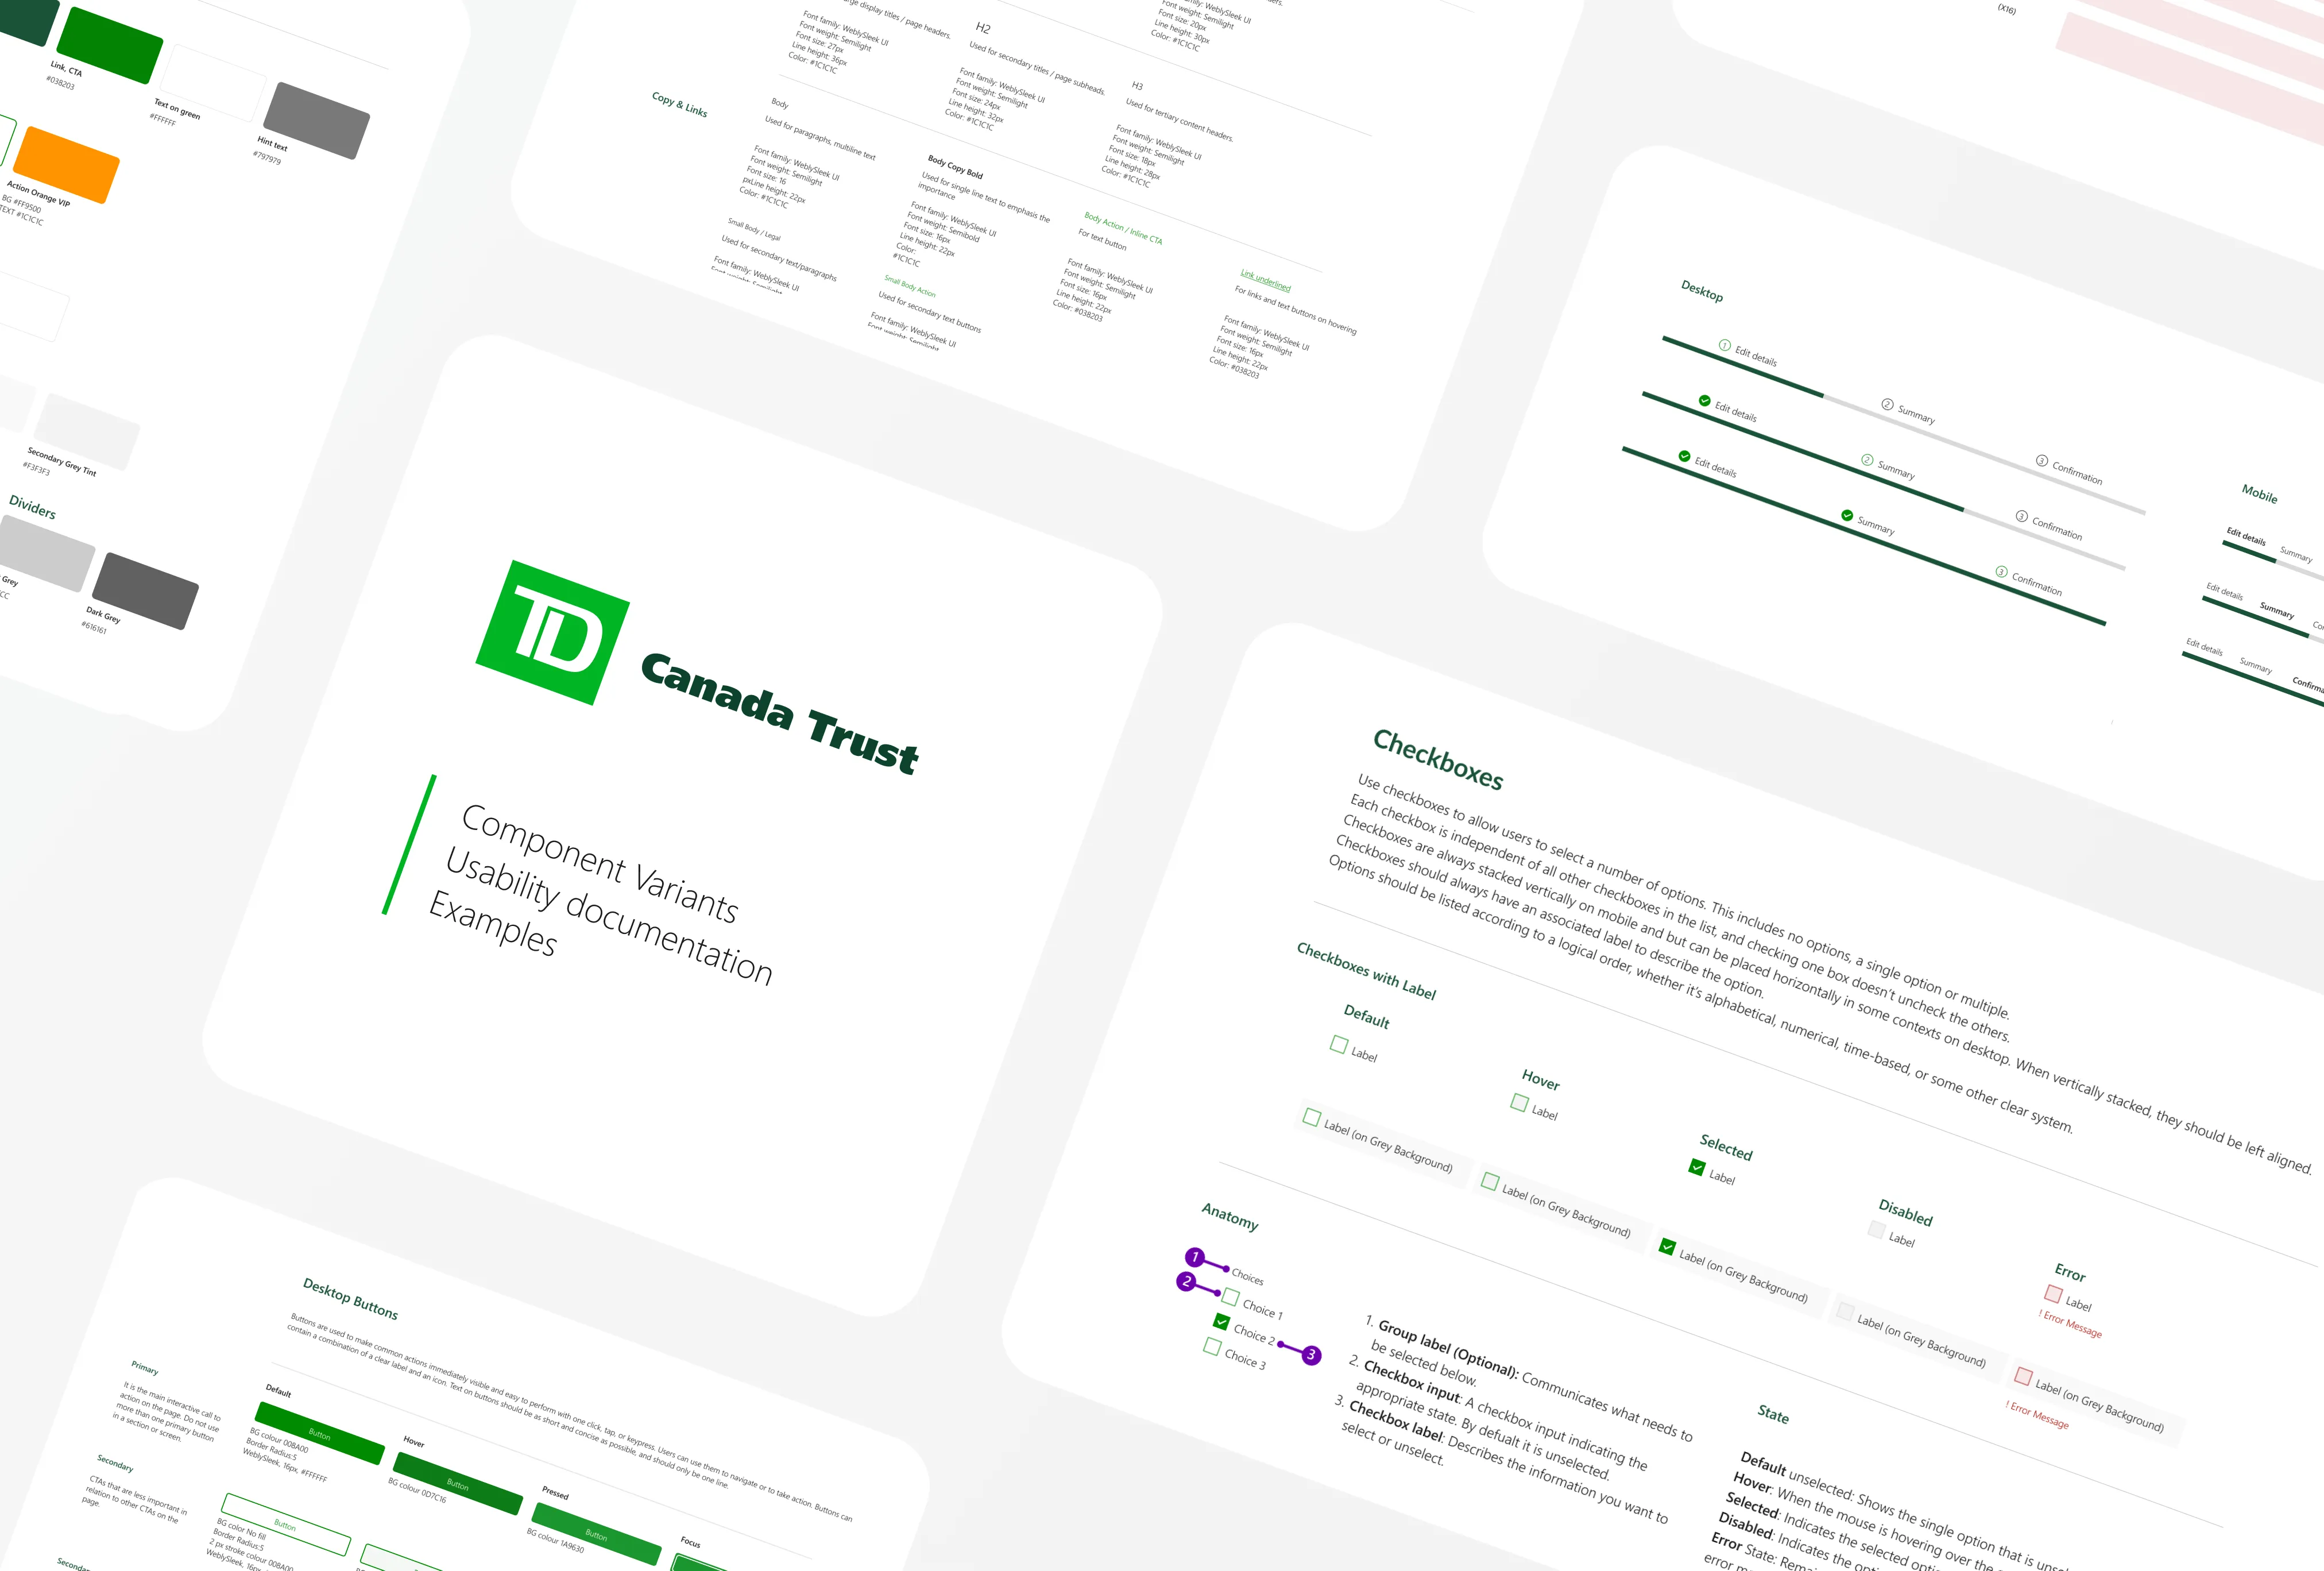 Link, CTA
#038203
Text on green
#FFFFFF
Hint text
#797979
Action Orange VIP
BG #FF9500
TEXT #1C1C1C
Secondary Grey Tint
#F3F3F3
Dividers
Grey
Dark Grey
#616161
display titles / page headers.
Font family: WeblySleek UI
Font weight: Semilight
Font size: 27px
Line height: 36px
Color: #1C1C1C
H2
Used for secondary titles / page subheads.
Font family: WeblySleek UI
Font weight: Semilight
Font size: 24px
Line height: 32px
Color: #1C1C1C
WeblySleek UI
Font weight: Semilight
Font size: 20px
Line height: 30px
Color: #1C1C1C
H3
Used for tertiary content headers.
Font family: WeblySleek UI
Font weight: Semilight
Font size: 18px
Line height: 28px
Color: #1C1C1C
Copy & Links
Body
Used for paragraphs, multiline text
Font family: WeblySleek UI
Font weight: Semilight
Font size: 16
pxLine height: 22px
Color: #1C1C1C
Body Copy Bold
Used for single line text to emphasis the
importance
Font family: WeblySleek UI
Font weight: Semibold
Font size: 16px
Line height: 22px
Color:
#1C1C1C
Body Action / Inline CTA
For text button
Font family: WeblySleek UI
Font weight: Semilight
Font size: 16px
Line height: 22px
Color: #038203
Link underlined
For links and text buttons on hovering
Font family: WeblySleek UI
Font weight: Semilight
Font size: 16px
Line height: 22px
Color: #038203
Small Body / Legal
Used for secondary text/paragraphs
Font family: WeblySleek UI
Font weight: Semilight
Small Body Action
Used for secondary text buttons
Font family: WeblySleek UI
Font weight: Semilight
(X16)
Desktop
1 Edit details
2 Summary
3 Confirmation
Edit details
2 Summary
3 Confirmation
Edit details
Summary
3 Confirmation
Mobile
Edit details Summary
Edit details Summary
Edit details Summary
TD Canada Trust
Component Variants
Usability documentation
Examples
Checkboxes
Use checkboxes to allow users to select a number of options. This includes no options, a single option or multiple.
Each checkbox is independent of all other checkboxes in the list, and checking one box doesn't uncheck the others.
Checkboxes are always stacked vertically on mobile and but can be placed horizontally in some contexts on desktop. When vertically stacked, they should be left aligned.
Checkboxes should always have an associated label to describe the option.
Options should be listed according to a logical order, whether it's alphabetical, numerical, time-based, or some other clear system.
Checkboxes with Label
Default
Label
Label (on Grey Background)
Hover
Label
Label (on Grey Background)
Selected
Label
Label (on Grey Background)
Disabled
Label
Label (on Grey Background)
Error
Label
! Error Message
Label (on Grey Background)
! Error Message
Anatomy
1 Choices
2 Choice 1
Choice 2 3
Choice 3
1. Group label (Optional): Communicates what needs to
be selected below.
2. Checkbox input: A checkbox input indicating the
appropriate state. By defualt it is unselected.
3. Checkbox label: Describes the information you want to
select or unselect.
State
Default unselected: Shows the single option that is
Hover: When the mouse is hovering over the
Selected: Indicates the selected
Disabled: Indicates the
Error State:
error
Desktop Buttons
Buttons are used to make common actions immediately visible and easy to perform with one click, tap, or keypress. Users can use them to navigate or to take action. Buttons can
contain a combination of a clear label and an icon. Text on buttons should be as short and concise as possible, and should only be one line.
Primary
It is the main interactive call to
action on the page. Do not use
more than one primary button
in a section or screen.
Default
Button
BG colour 008A00
Border Radius:5
WeblySleek, 16px, #FFFFFF
Hover
Button
BG colour 0D7C16
Pressed
Button
BG colour 1A9630
Focus
Secondary
CTAs that are less important in
relation to other CTAs on the
page.
Button
BG color No fill
Border Radius:5
2 px stroke colour 008A00
WeblySleek, 16px